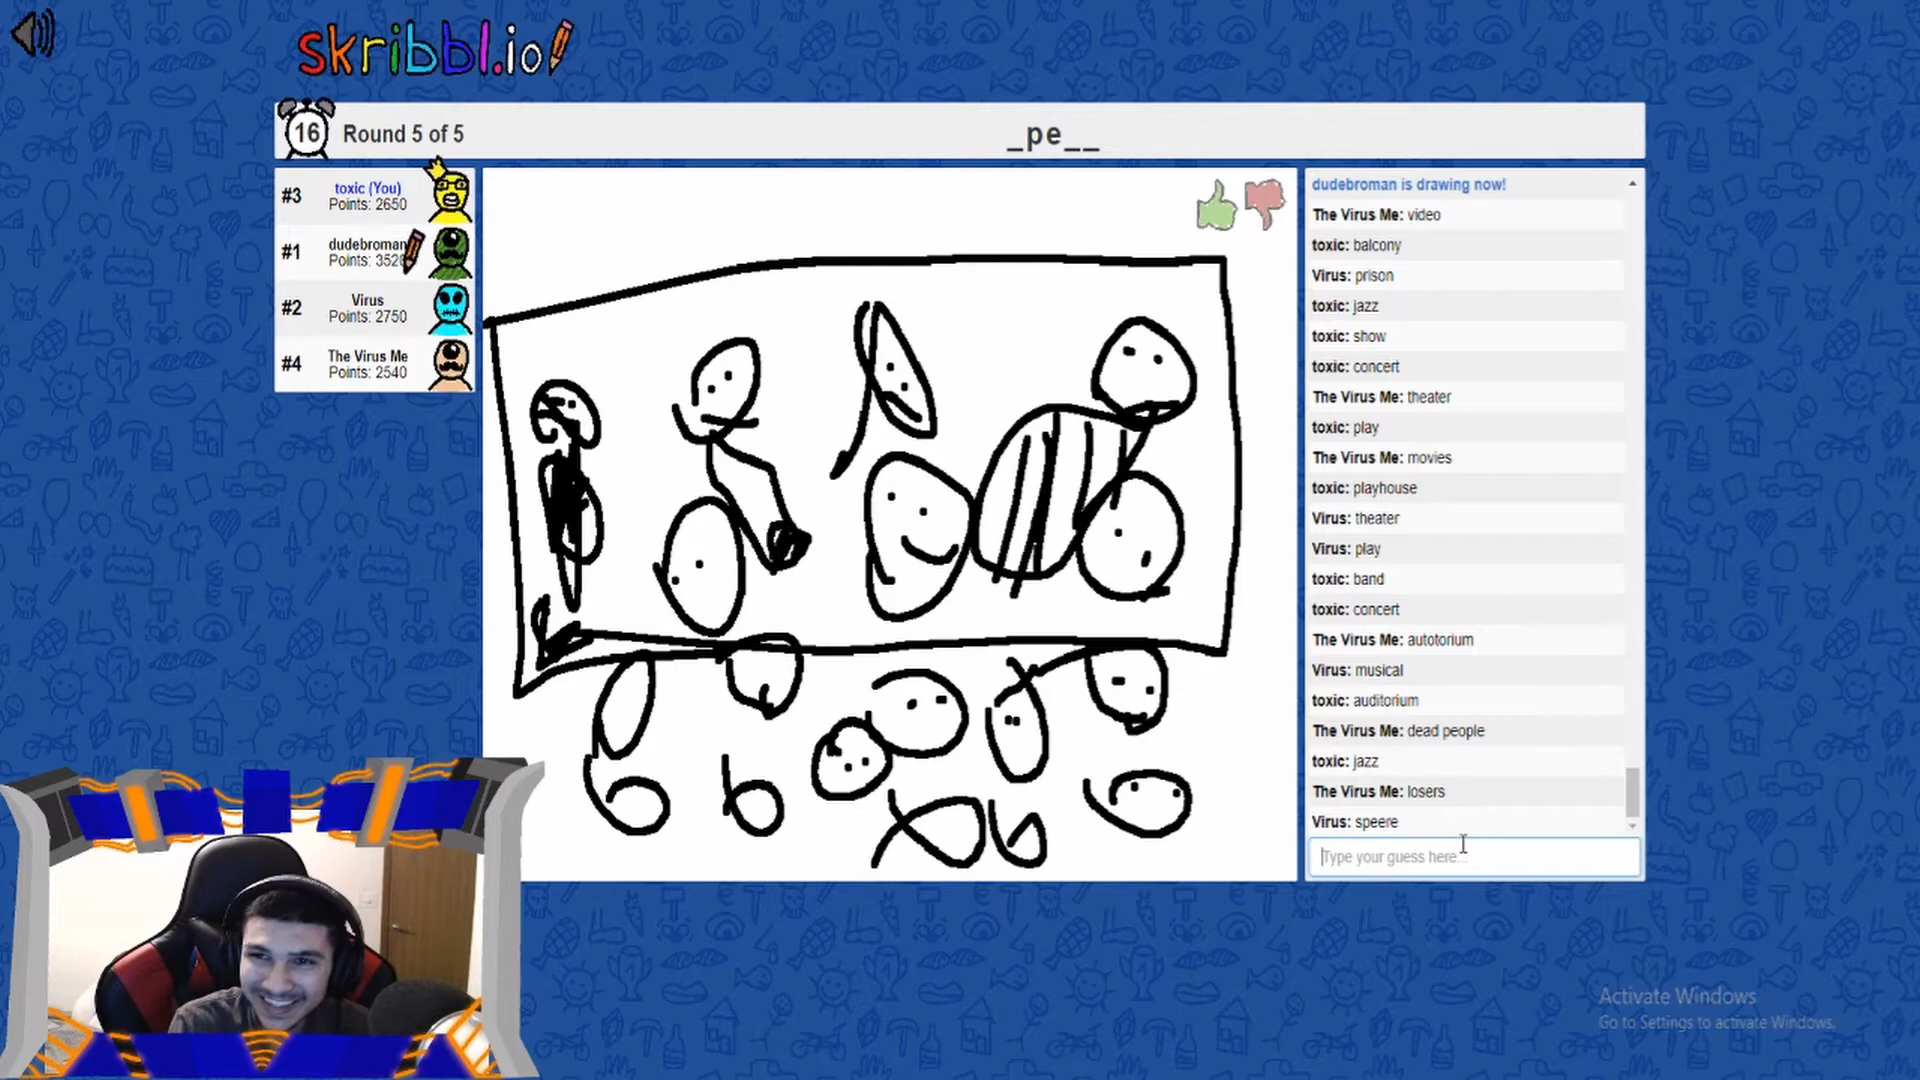 skribbl.io
16 Round 5 of 5 _pe__
#3 toxic (You)
Points: 2650
#1 dudebroman
Points: 3520
#2 Virus
Points: 2750
#4 The Virus Me
Points: 2540
dudebroman is drawing now!
The Virus Me: video
toxic: balcony
Virus: prison
toxic: jazz
toxic: show
toxic: concert
The Virus Me: theater
toxic: play
The Virus Me: movies
toxic: playhouse
Virus: theater
Virus: play
toxic: band
toxic: concert
The Virus Me: autotorium
Virus: musical
toxic: auditorium
The Virus Me: dead people
toxic: jazz
The Virus Me: losers
Virus: speere
Type your guess here...
Activate Windows
Go to Settings to activate Windows.